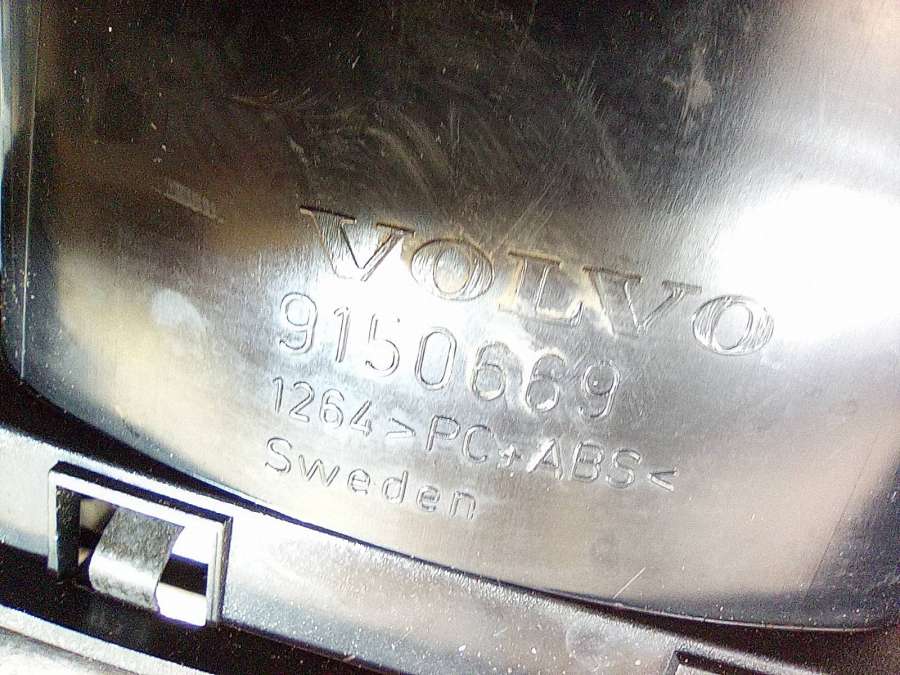 VOLVO
9150669
1264 >PC+ABS<
Sweden